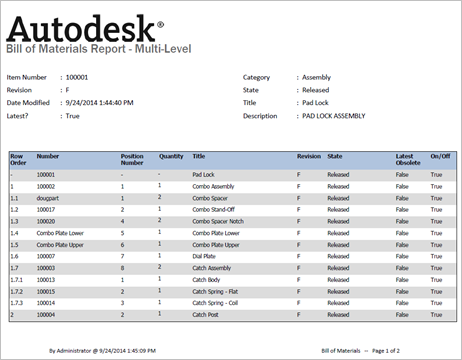 Autodesk®
Bill of Materials Report - Multi-Level
Item Number : 100001 Category : Assembly
Revision : F State : Released
Date Modified : 9/24/2014 1:44:40 PM Title : Pad Lock
Latest? : True Description : PAD LOCK ASSEMBLY
Row Order Number Position Number Quantity Title Revision State Latest Obsolete On/Off
- 100001 - - Pad Lock F Released False True
1 100002 1 1 Combo Assembly F Released False True
1.1 dougpart 1 2 Combo Spacer F Released False True
1.2 100017 2 1 Combo Stand-Off F Released False True
1.3 100020 4 2 Combo Spacer Notch F Released False True
1.4 Combo Plate Lower 5 1 Combo Plate Lower F Released False True
1.5 Combo Plate Upper 6 1 Combo Plate Upper F Released False True
1.6 100007 7 1 Dial Plate F Released False True
1.7 100003 8 2 Catch Assembly F Released False True
1.7.1 100013 1 1 Catch Body F Released False True
1.7.2 100015 2 1 Catch Spring - Flat F Released False True
1.7.3 100014 3 1 Catch Spring - Coil F Released False True
2 100004 2 1 Catch Post F Released False True
By Administrator @ 9/24/2014 1:45:09 PM Bill of Materials -- Page 1 of 2